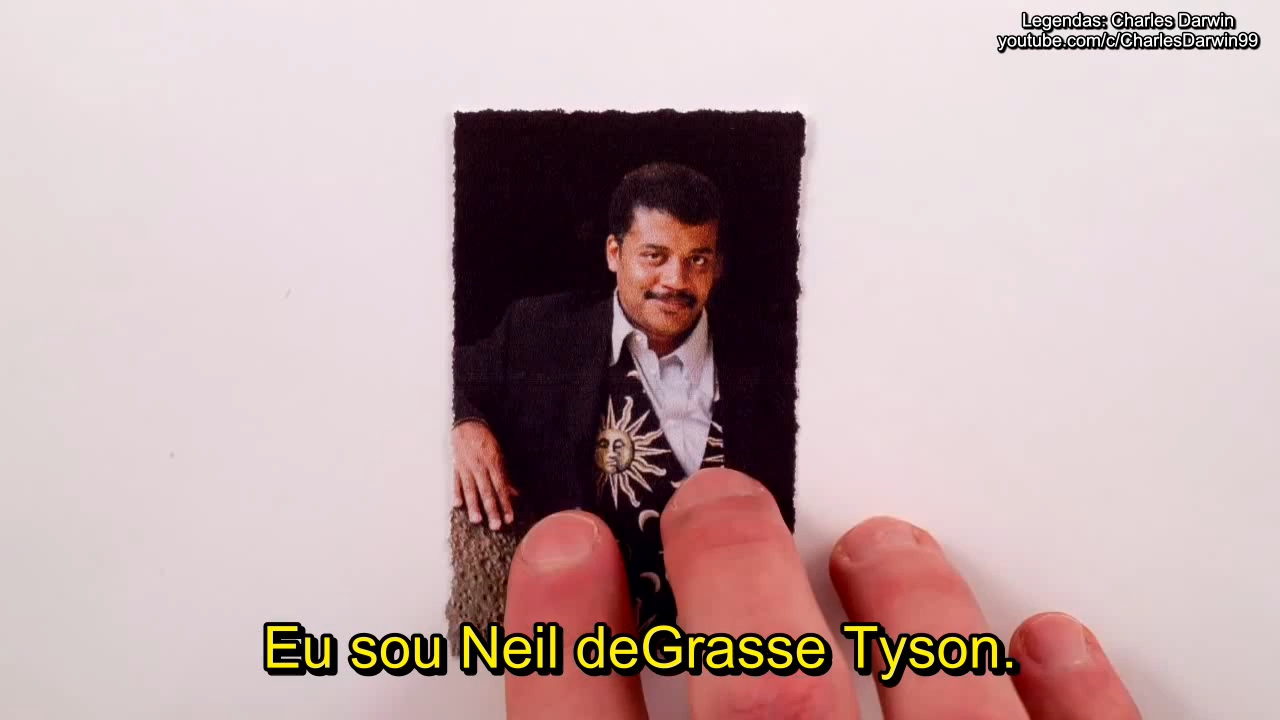 Legendas: Charles Darwin
youtube.com/c/CharlesDarwin99
Eu sou Neil deGrasse Tyson.